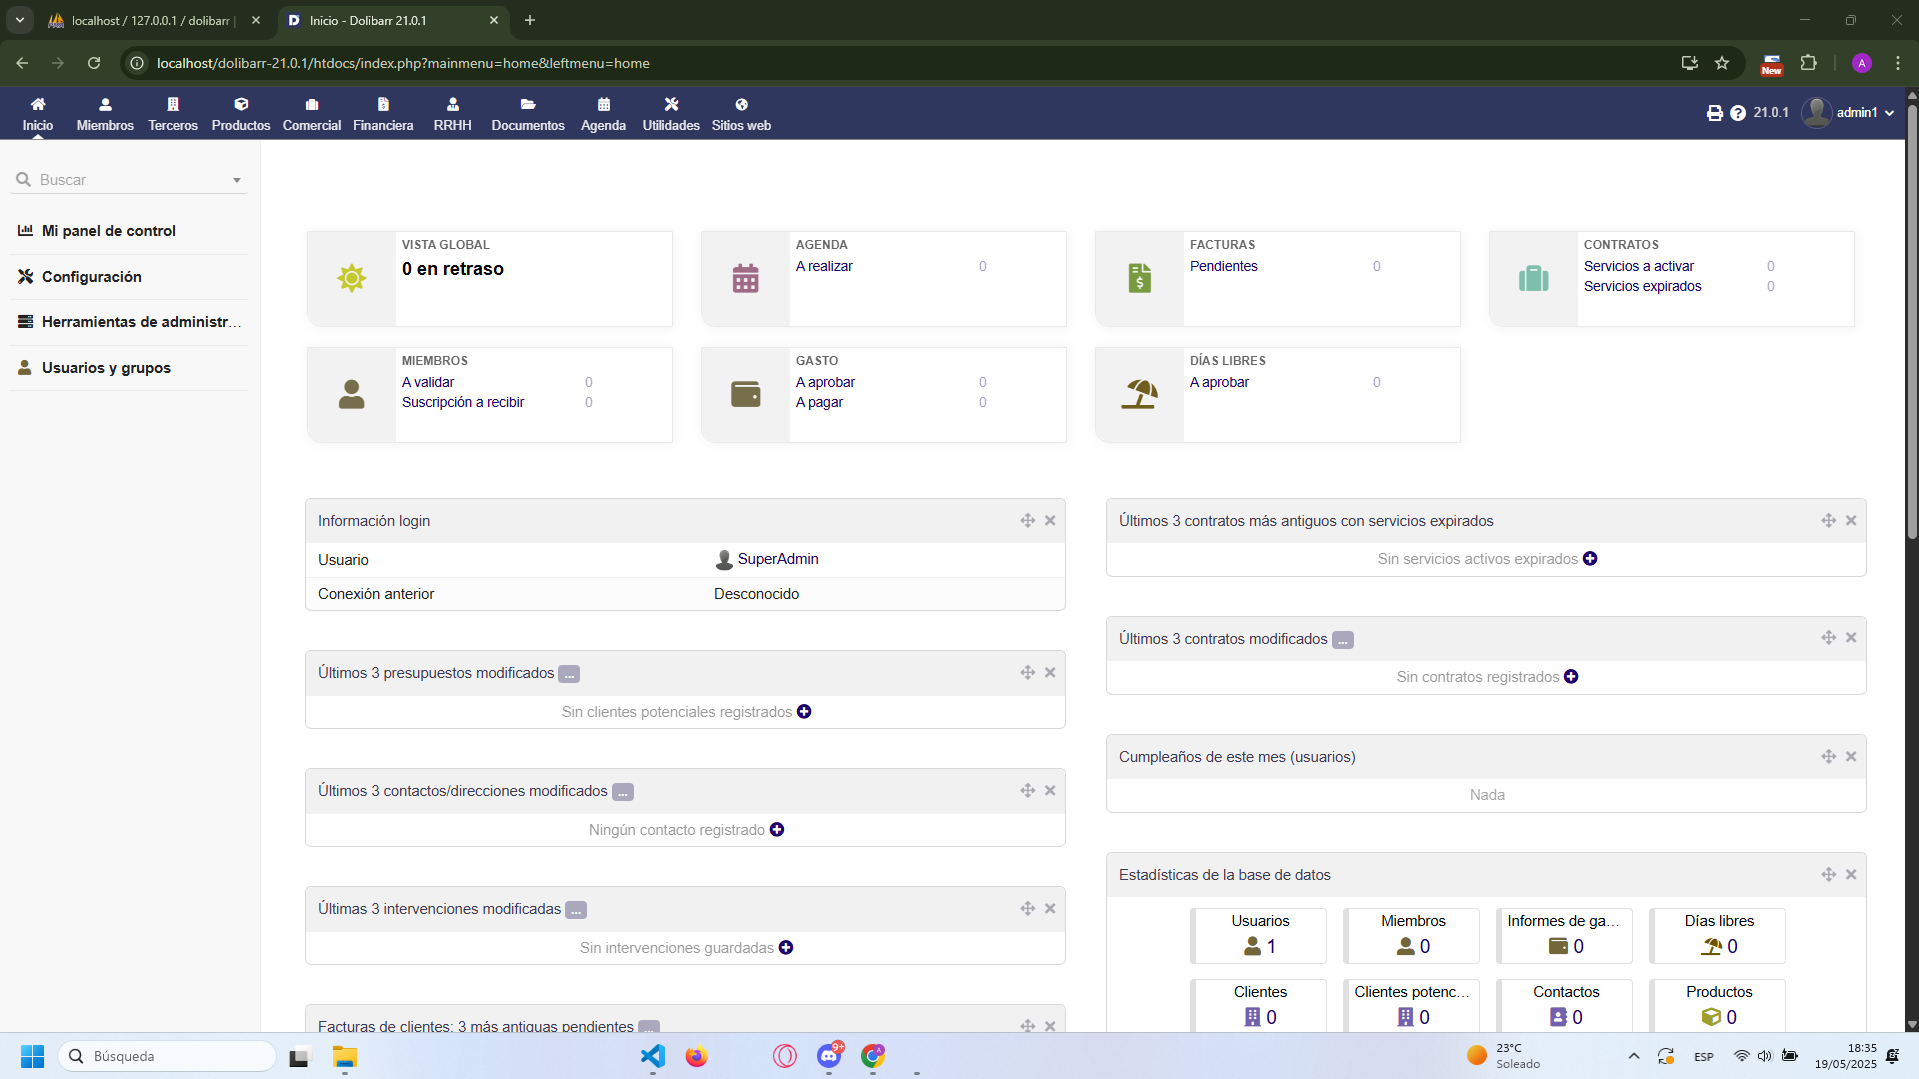 localhost / 127.0.0.1 / dolibarr |
Inicio - Dolibarr 21.0.1
localhost/dolibarr-21.0.1/htdocs/index.php?mainmenu=home&leftmenu=home
New
A
Inicio
Miembros
Terceros
Productos
Comercial
Financiera
RRHH
Documentos
Agenda
Utilidades
Sitios web
21.0.1
admin1
Buscar
Mi panel de control
Configuración
Herramientas de administr...
Usuarios y grupos
VISTA GLOBAL
0 en retraso
AGENDA
A realizar 0
FACTURAS
Pendientes 0
CONTRATOS
Servicios a activar 0
Servicios expirados 0
MIEMBROS
A validar 0
Suscripción a recibir 0
GASTO
A aprobar 0
A pagar 0
DÍAS LIBRES
A aprobar 0
Información login
Usuario SuperAdmin
Conexión anterior Desconocido
Últimos 3 presupuestos modificados ...
Sin clientes potenciales registrados
Últimos 3 contactos/direcciones modificados ...
Ningún contacto registrado
Últimas 3 intervenciones modificadas ...
Sin intervenciones guardadas
Facturas de clientes: 3 más antiguas pendientes ...
Últimos 3 contratos más antiguos con servicios expirados
Sin servicios activos expirados
Últimos 3 contratos modificados ...
Sin contratos registrados
Cumpleaños de este mes (usuarios)
Nada
Estadísticas de la base de datos
Usuarios
1
Miembros
0
Informes de ga...
0
Días libres
0
Clientes
0
Clientes potenc...
0
Contactos
0
Productos
0
Búsqueda
9+
A
23°C
Soleado
ESP
18:35
19/05/2025